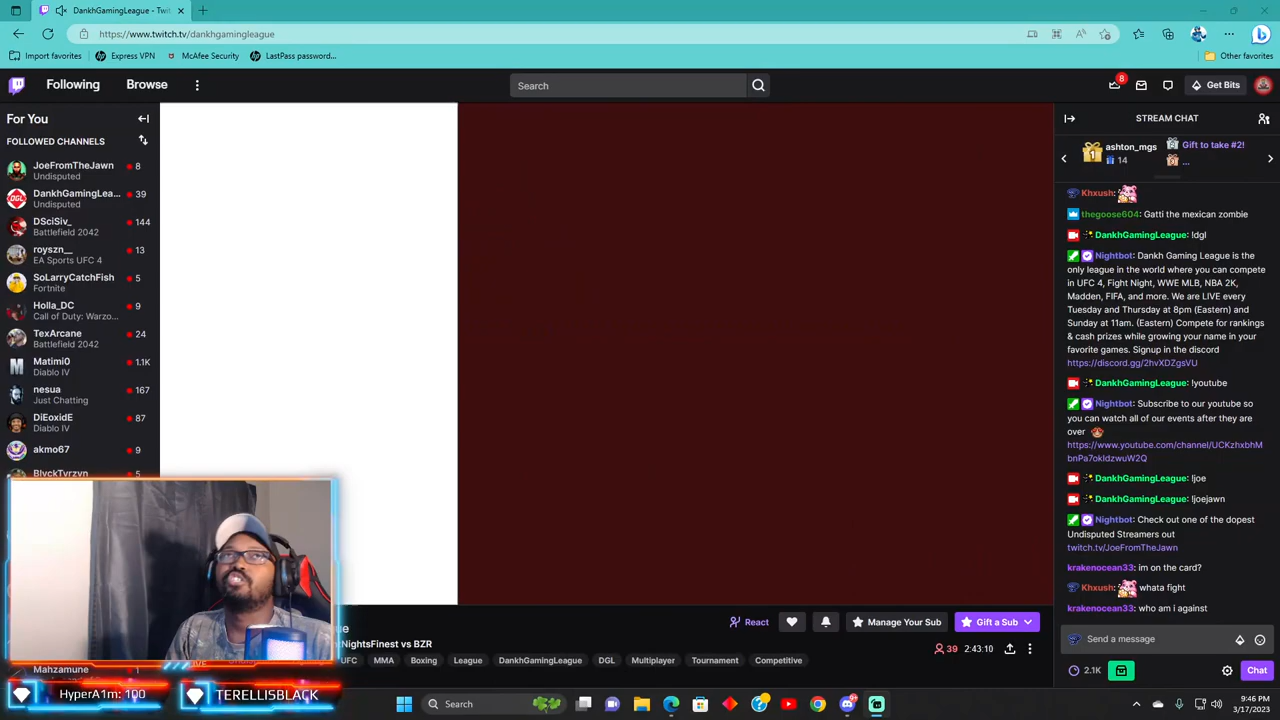 DankhGamingLeague - Twit
https://www.twitch.tv/dankhgamingleague
Import favorites
Express VPN
McAfee Security
LastPass password...
Other favorites
Following
Browse
Search
8
Get Bits
For You
FOLLOWED CHANNELS
JoeFromTheJawn
8
Undisputed
DankhGamingLea...
39
Undisputed
DSciSiv_
144
Battlefield 2042
royszn__
13
EA Sports UFC 4
SoLarryCatchFish
5
Fortnite
Holla_DC
9
Call of Duty: Warzo...
TexArcane
24
Battlefield 2042
Matimi0
1.1K
Diablo IV
nesua
167
Just Chatting
DiEoxidE
87
Diablo IV
akmo67
9
BlvckTyrzyn
5
Mahzamune
HyperA1m: 100
TERELLISBLACK
NightsFinest vs BZR
UFC
MMA
Boxing
League
DankhGamingLeague
DGL
Multiplayer
Tournament
Competitive
React
Manage Your Sub
Gift a Sub
39
2:43:10
STREAM CHAT
1
ashton_mgs
14
Gift to take #2!
...
Khxush:
thegoose604: Gatti the mexican zombie
DankhGamingLeague: !dgl
Nightbot: Dankh Gaming League is the
only league in the world where you can compete
in UFC 4, Fight Night, WWE MLB, NBA 2K,
Madden, FIFA, and more. We are LIVE every
Tuesday and Thursday at 8pm (Eastern) and
Sunday at 11am. (Eastern) Compete for rankings
& cash prizes while growing your name in your
favorite games. Signup in the discord
https://discord.gg/2hvXDZgsVU
DankhGamingLeague: !youtube
Nightbot: Subscribe to our youtube so
you can watch all of our events after they are
over
https://www.youtube.com/channel/UCKzhxbhM
bnPa7okIdzwuW2Q
DankhGamingLeague: !joe
DankhGamingLeague: !joejawn
Nightbot: Check out one of the dopest
Undisputed Streamers out
twitch.tv/JoeFromTheJawn
krakenocean33: im on the card?
Khxush: whata fight
krakenocean33: who am i against
Send a message
2.1K
Chat
Search
9:46 PM
3/17/2023